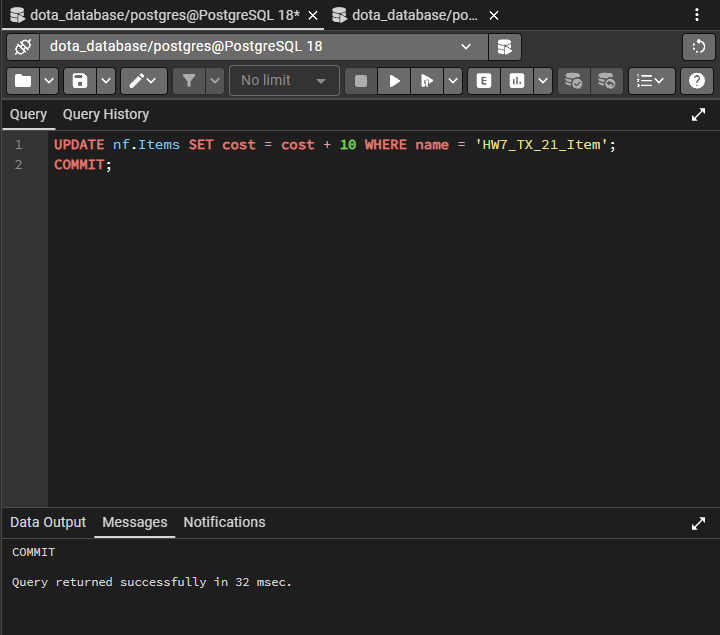 dota_database/postgres@PostgreSQL 18* dota_database/po...
dota_database/postgres@PostgreSQL 18
No limit E
Query Query History
1 UPDATE nf.Items SET cost = cost + 10 WHERE name = 'HW7_TX_21_Item';
2 COMMIT;
Data Output Messages Notifications
COMMIT
Query returned successfully in 32 msec.